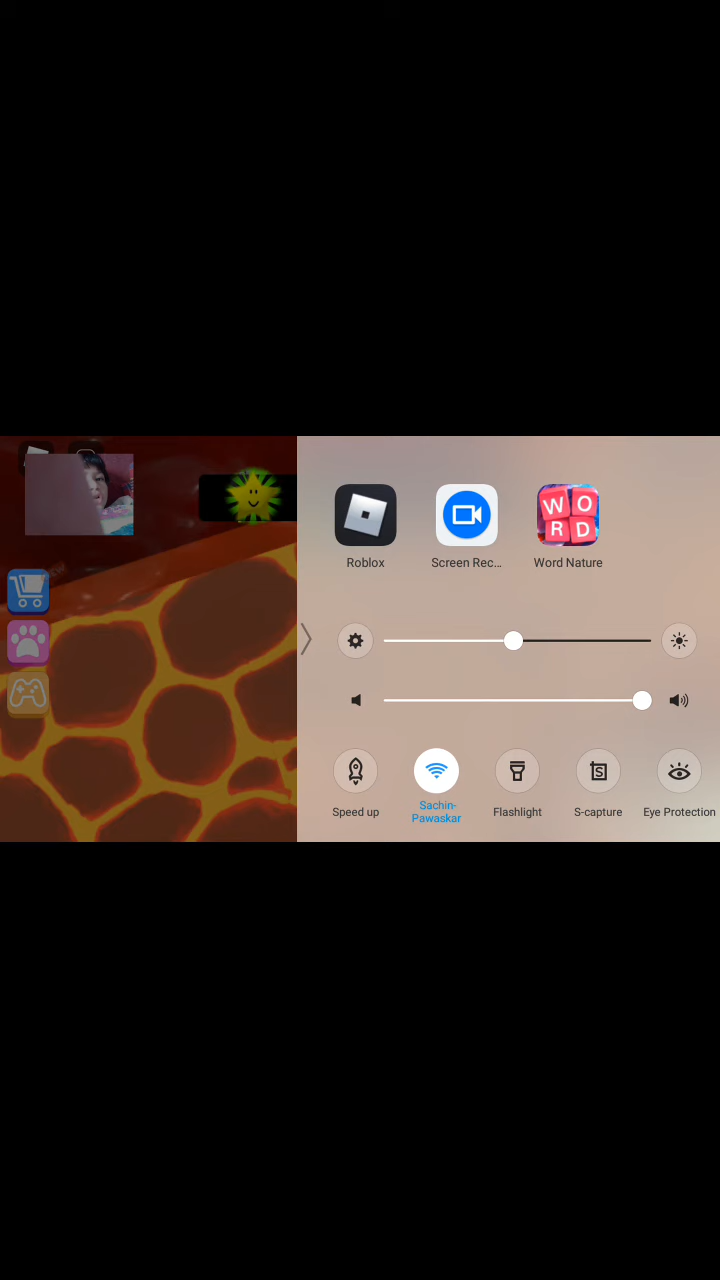 Roblox
Screen Rec...
Word Nature
W O
R D
Speed up
Sachin-
Pawaskar
Flashlight
S
S-capture
Eye Protection